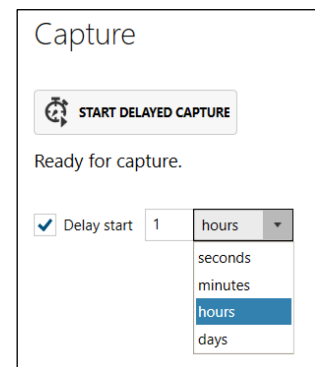 Capture
START DELAYED CAPTURE
Ready for capture.
Delay start 1 hours
seconds
minutes
hours
days